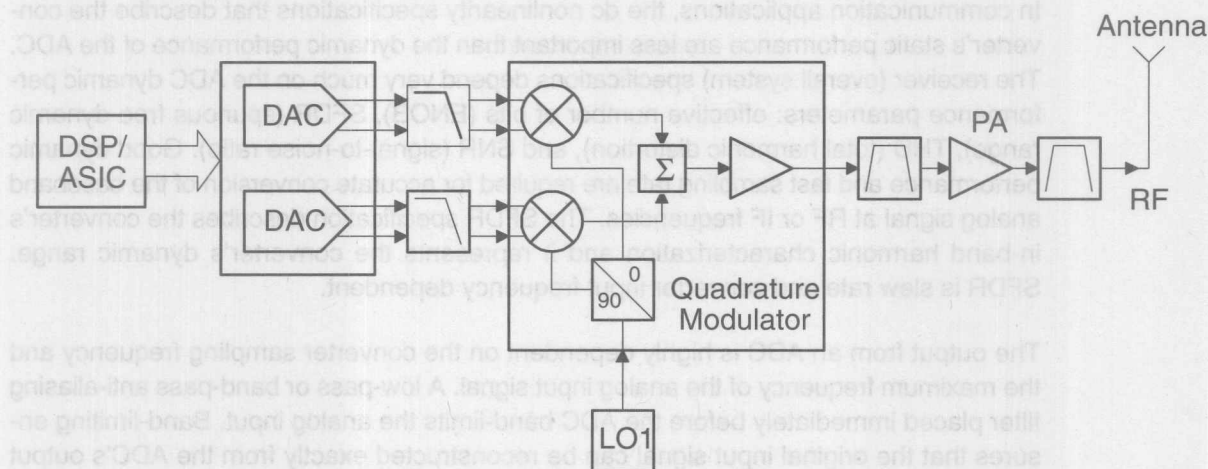 In communication applications, the dc nonlinearity specifications that describe the con-
verter's static performance are less important than the dynamic performance of the ADC.
The receiver (overall system) specifications depend very much on the ADC dynamic per-
formance parameters: effective number of bits (ENOB), SFDR (spurious free dynamic
range), THD (total harmonic distortion), and SNR (signal-to-noise ratio). Good dynamic
performance and fast sampling rate are required for accurate conversion of the baseband
analog signal at RF or IF frequencies. The SFDR specification describes the converter's
in-band harmonic characterization and it represents the converter's dynamic range.
SFDR is slew rate and converter input frequency dependent.
The output from an ADC is highly dependent on the converter sampling frequency and
the maximum frequency of the analog input signal. A low-pass or band-pass anti-aliasing
filter placed immediately before the ADC band-limits the analog input. Band-limiting en-
sures that the original input signal can be reconstructed exactly from the ADC's output
Antenna
DAC
PA
DSP/
ASIC
Σ
RF
DAC
0
90
Quadrature
Modulator
LO1